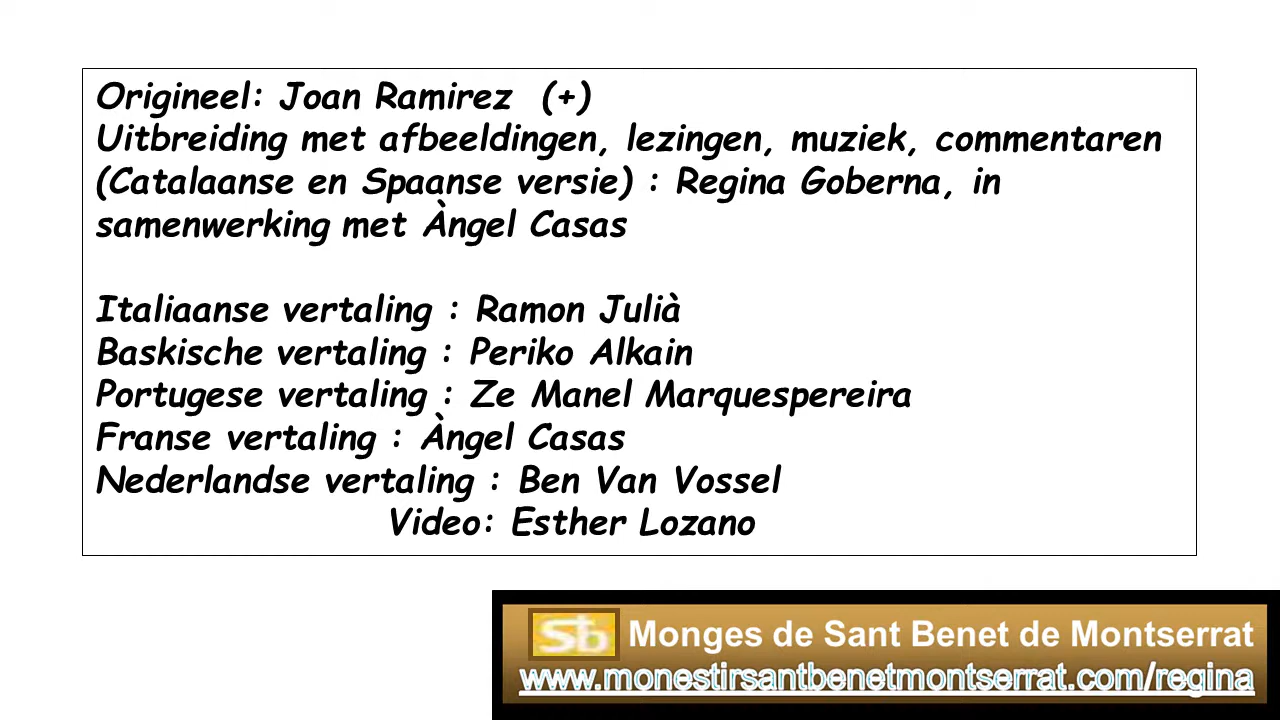 Origineel: Joan Ramirez (+)
Uitbreiding met afbeeldingen, lezingen, muziek, commentaren
(Catalaanse en Spaanse versie) : Regina Goberna, in
samenwerking met Àngel Casas
Italiaanse vertaling : Ramon Julià
Baskische vertaling : Periko Alkain
Portugese vertaling : Ze Manel Marquespereira
Franse vertaling : Àngel Casas
Nederlandse vertaling : Ben Van Vossel
Video: Esther Lozano
Sb Monges de Sant Benet de Montserrat
www.monestirsantbenetmontserrat.com/regina